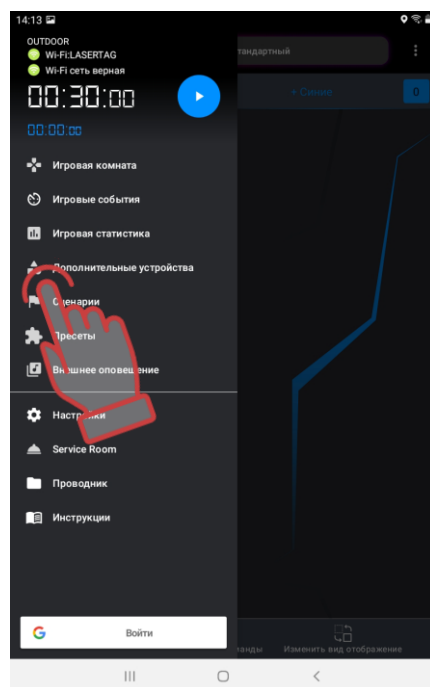 14:13
OUTDOOR
Wi-Fi:LASERTAG
Wi-Fi сеть верная
00:30:00
00:00:00
Игровая комната
Игровые события
Игровая статистика
Дополнительные устройства
Сценарии
Пресеты
Внешнее оповещение
Настройки
Service Room
Проводник
Инструкции
G Войти
тандартный
+ Синие
0
манды
Изменить вид отображение